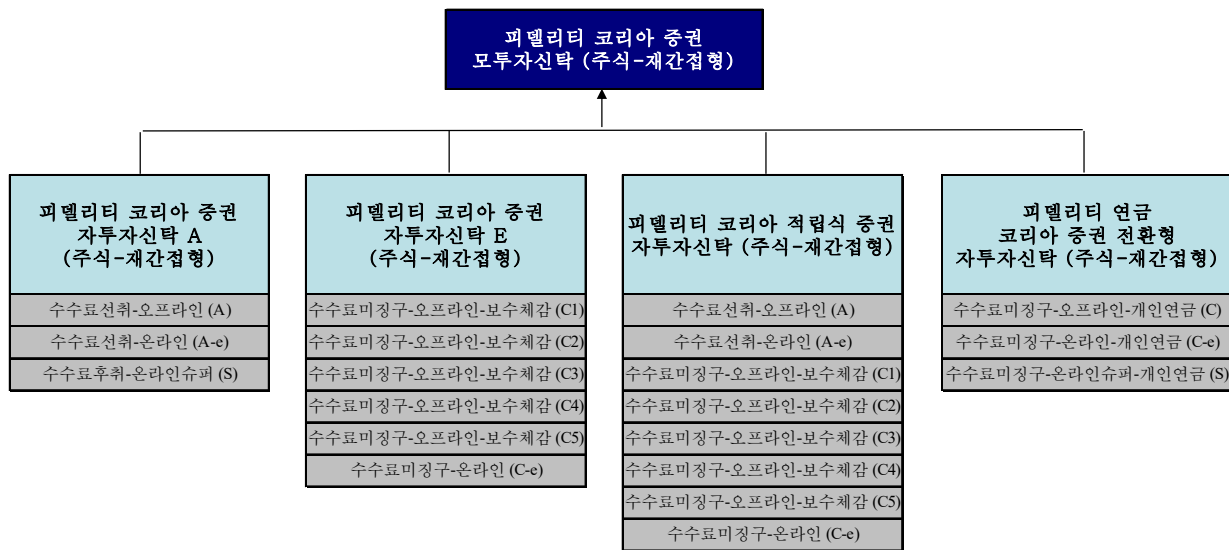 피델리티 코리아 증권
모투자신탁 (주식-재간접형)
피델리티 코리아 증권
자투자신탁 A
(주식-재간접형)
수수료선취-오프라인 (A)
수수료선취-온라인 (A-e)
수수료후취-온라인슈퍼 (S)
피델리티 코리아 증권
자투자신탁 E
(주식-재간접형)
수수료미징구-오프라인-보수체감 (C1)
수수료미징구-오프라인-보수체감 (C2)
수수료미징구-오프라인-보수체감 (C3)
수수료미징구-오프라인-보수체감 (C4)
수수료미징구-오프라인-보수체감 (C5)
수수료미징구-온라인 (C-e)
피델리티 코리아 적립식 증권
자투자신탁 (주식-재간접형)
수수료선취-오프라인 (A)
수수료선취-온라인 (A-e)
수수료미징구-오프라인-보수체감 (C1)
수수료미징구-오프라인-보수체감 (C2)
수수료미징구-오프라인-보수체감 (C3)
수수료미징구-오프라인-보수체감 (C4)
수수료미징구-오프라인-보수체감 (C5)
수수료미징구-온라인 (C-e)
피델리티 연금
코리아 증권 전환형
자투자신탁 (주식-재간접형)
수수료미징구-오프라인-개인연금 (C)
수수료미징구-온라인-개인연금 (C-e)
수수료미징구-온라인슈퍼-개인연금 (S)